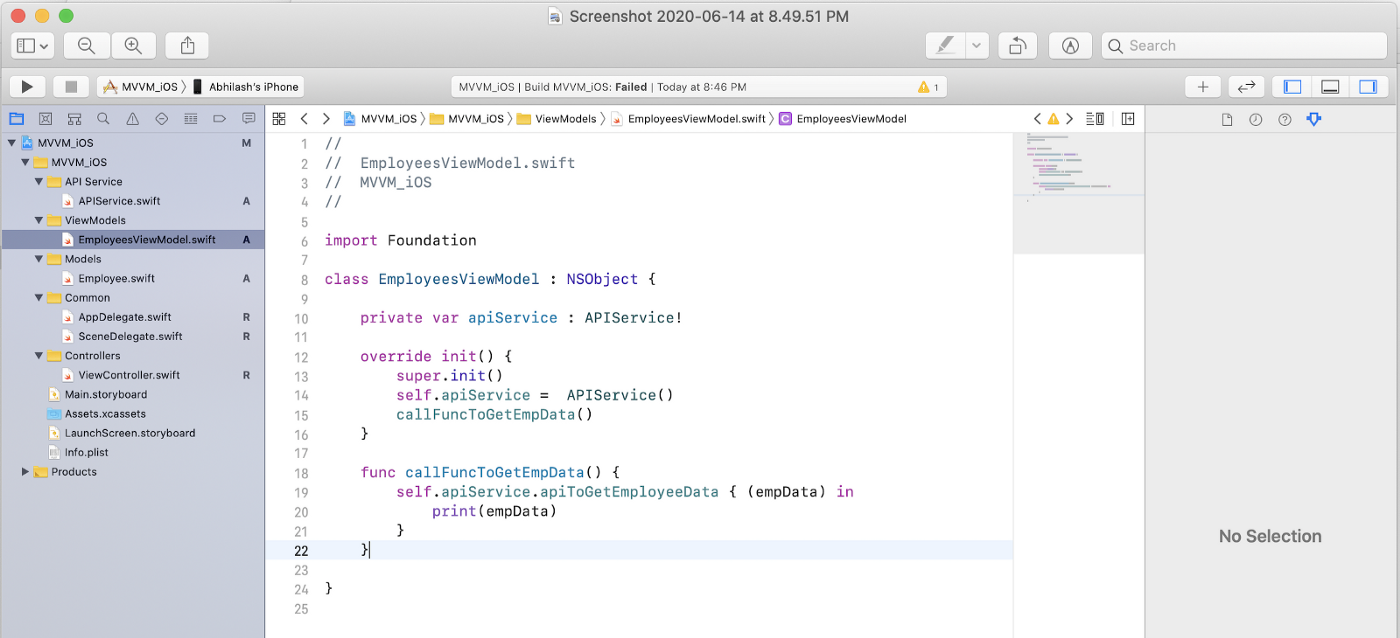 Screenshot 2020-06-14 at 8.49.51 PM
Search
MVVM_iOS 〉 Abhilash's iPhone
MVVM_iOS | Build MVVM_iOS: Failed | Today at 8:46 PM
1
MVVM_iOS 〉 MVVM_iOS 〉 ViewModels 〉 EmployeesViewModel.swift 〉 C EmployeesViewModel
MVVM_iOS M
MVVM_iOS
API Service
APIService.swift A
ViewModels
EmployeesViewModel.swift A
Models
Employee.swift A
Common
AppDelegate.swift R
SceneDelegate.swift R
Controllers
ViewController.swift R
Main.storyboard
Assets.xcassets
LaunchScreen.storyboard
Info.plist
Products
1 //
2 //  EmployeesViewModel.swift
3 //  MVVM_iOS
4 //
5
6 import Foundation
7
8 class EmployeesViewModel : NSObject {
9
10     private var apiService : APIService!
11
12     override init() {
13         super.init()
14         self.apiService =  APIService()
15         callFuncToGetEmpData()
16     }
17
18     func callFuncToGetEmpData() {
19         self.apiService.apiToGetEmployeeData { (empData) in
20             print(empData)
21         }
22     }
23
24 }
25
No Selection